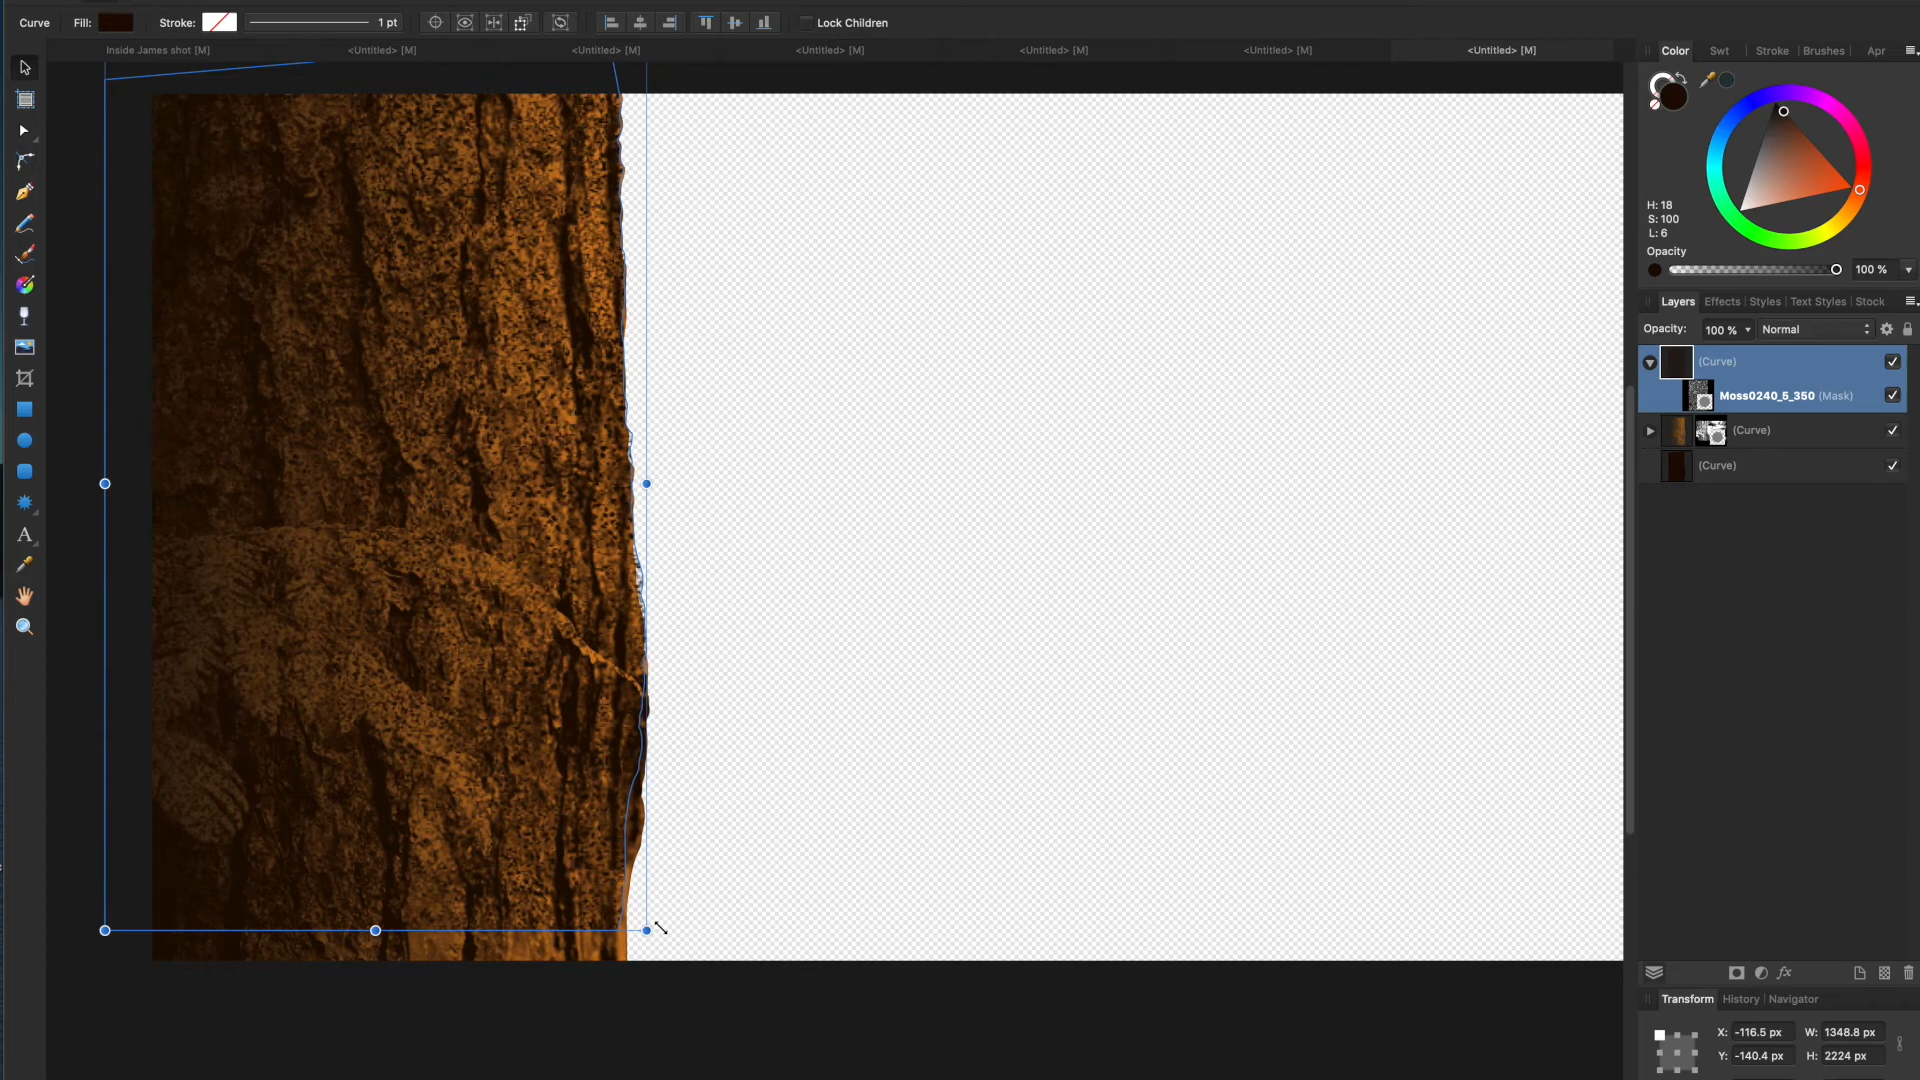 Curve Fill: Stroke: 1 pt Lock Children
Inside James shot [M] <Untitled> [M] <Untitled> [M] <Untitled> [M] <Untitled> [M] <Untitled> [M] <Untitled> [M]
Color Swt Stroke Brushes Apr
H: 18
S: 100
L: 6
Opacity
100 %
Layers Effects Styles Text Styles Stock
Opacity: 100 % Normal
(Curve)
Moss0240_5_350 (Mask)
(Curve)
(Curve)
A
fx
Transform History Navigator
X: -116.5 px W: 1348.8 px
Y: -140.4 px H: 2224 px